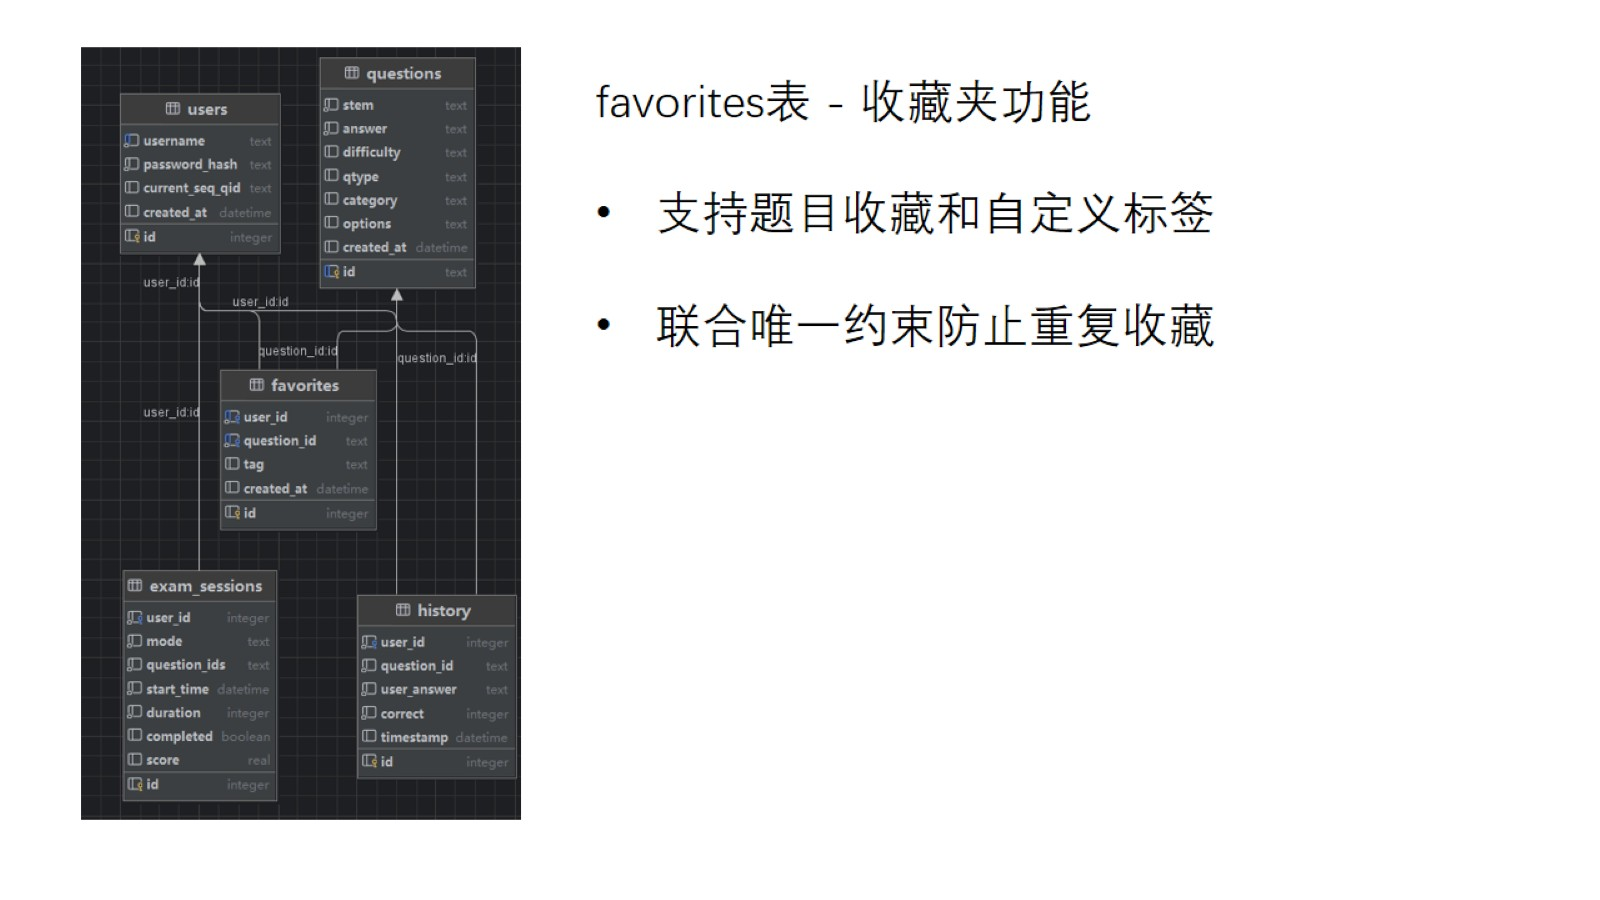 questions
stem text
answer text
difficulty text
qtype text
category text
options text
created_at datetime
id text
users
username text
password_hash text
current_seq_qid text
created_at datetime
id integer
user_id:id
user_id:id
question_id:id
question_id:id
user_id:id
favorites
user_id integer
question_id text
tag text
created_at datetime
id integer
exam_sessions
user_id integer
mode text
question_ids text
start_time datetime
duration integer
completed boolean
score real
id integer
history
user_id integer
question_id text
user_answer text
correct integer
timestamp datetime
id integer
favorites表 - 收藏夹功能
• 支持题目收藏和自定义标签
• 联合唯一约束防止重复收藏